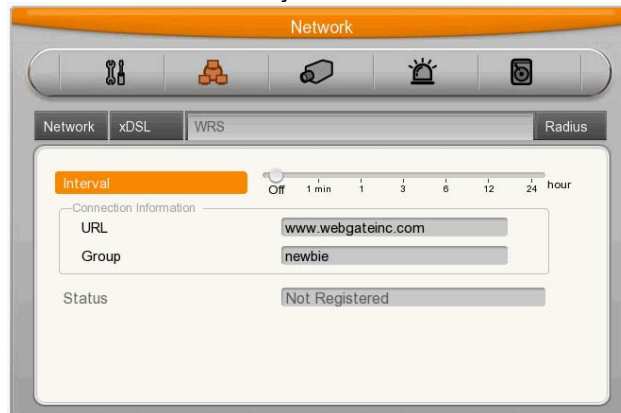 Network
Network xDSL WRS Radius
Interval Off 1 min 1 3 6 12 24 hour
Connection Information
URL www.webgateinc.com
Group newbie
Status Not Registered